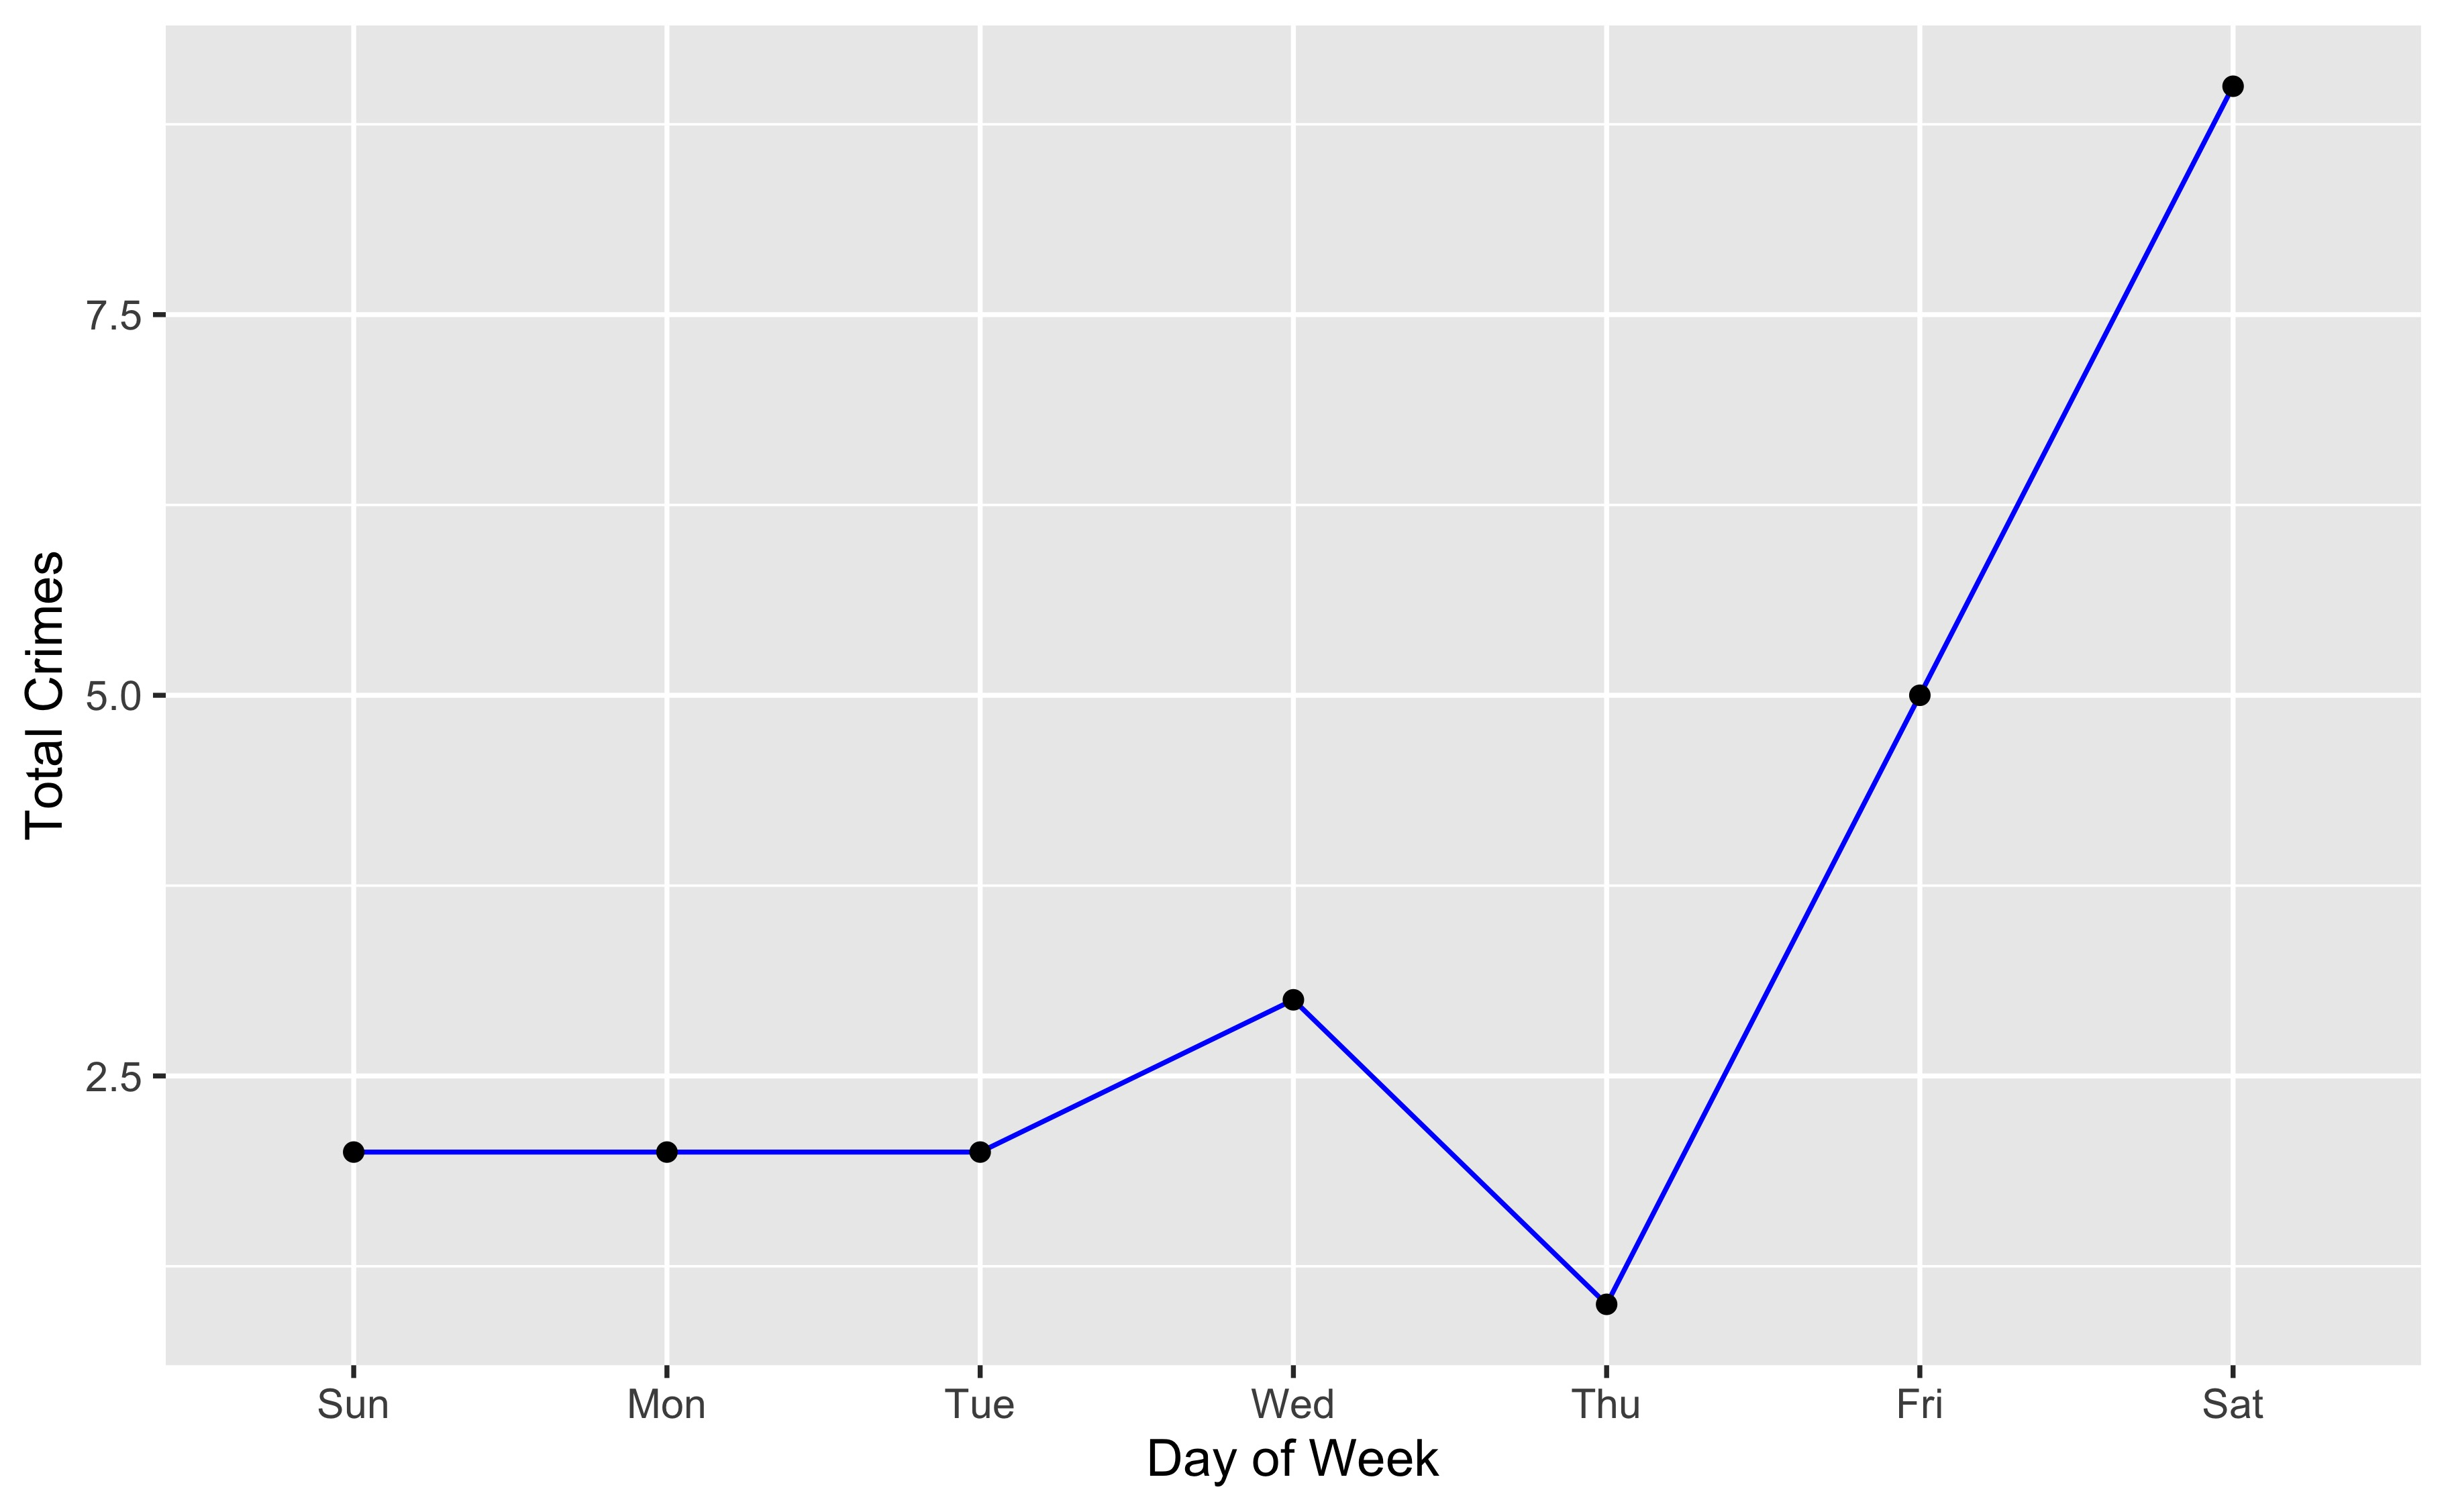 Total Crimes
7.5
5.0
2.5
Sun Mon Tue Wed Thu Fri Sat
Day of Week